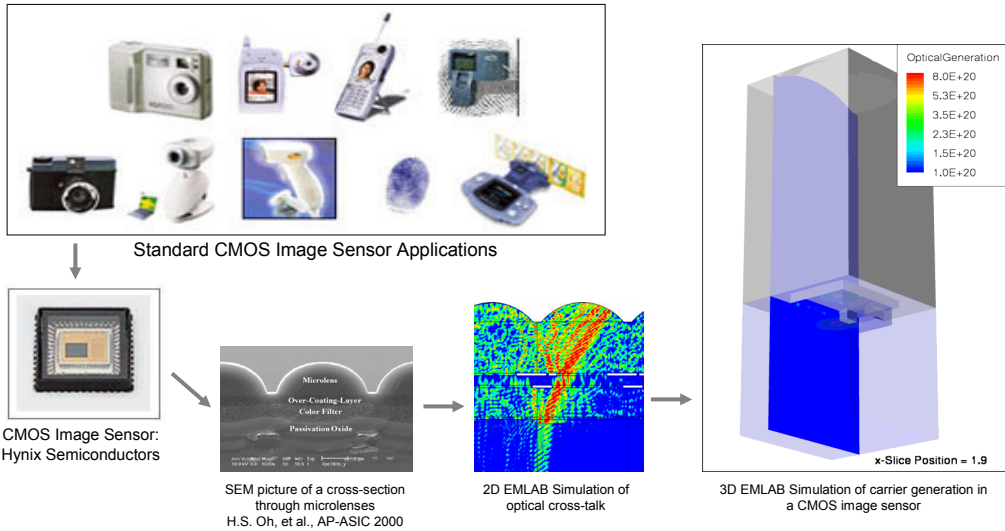 OpticalGeneration
8.0E+20
5.3E+20
3.5E+20
2.3E+20
1.5E+20
1.0E+20
Standard CMOS Image Sensor Applications
Microlens
Over-Coating-Layer
Color Filter
Passivation Oxide
x-Slice Position = 1.9
CMOS Image Sensor:
Hynix Semiconductors
SEM picture of a cross-section
through microlenses
H.S. Oh, et al., AP-ASIC 2000
2D EMLAB Simulation of
optical cross-talk
3D EMLAB Simulation of carrier generation in
a CMOS image sensor